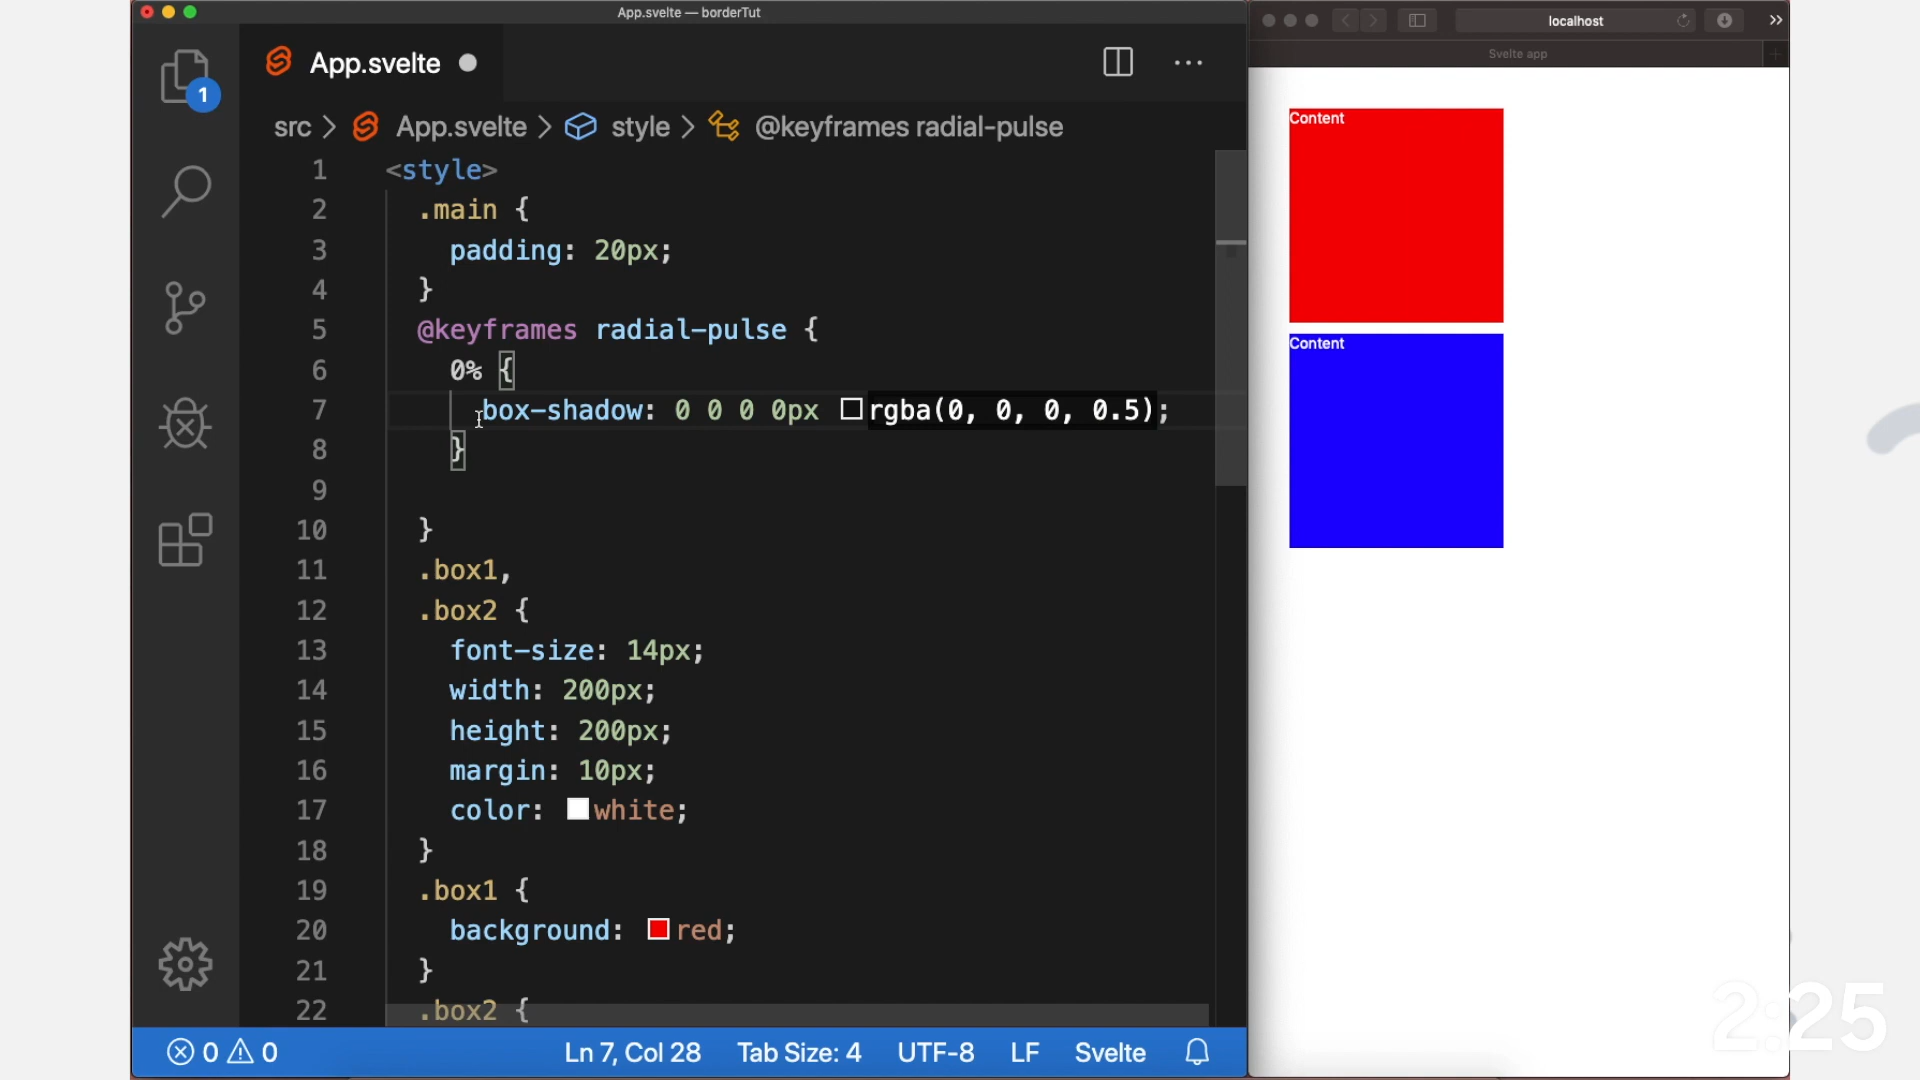 App.svelte — borderTut
App.svelte
1
src > App.svelte > style > @keyframes radial-pulse
1 <style>
2 .main {
3 padding: 20px;
4 }
5 @keyframes radial-pulse {
6 0% {
7 box-shadow: 0 0 0 0px rgba(0, 0, 0, 0.5);
8 }
9
10 }
11 .box1,
12 .box2 {
13 font-size: 14px;
14 width: 200px;
15 height: 200px;
16 margin: 10px;
17 color: white;
18 }
19 .box1 {
20 background: red;
21 }
22 .box2 {
0 0 Ln 7, Col 28 Tab Size: 4 UTF-8 LF Svelte
localhost
Svelte app
Content
Content
2:25